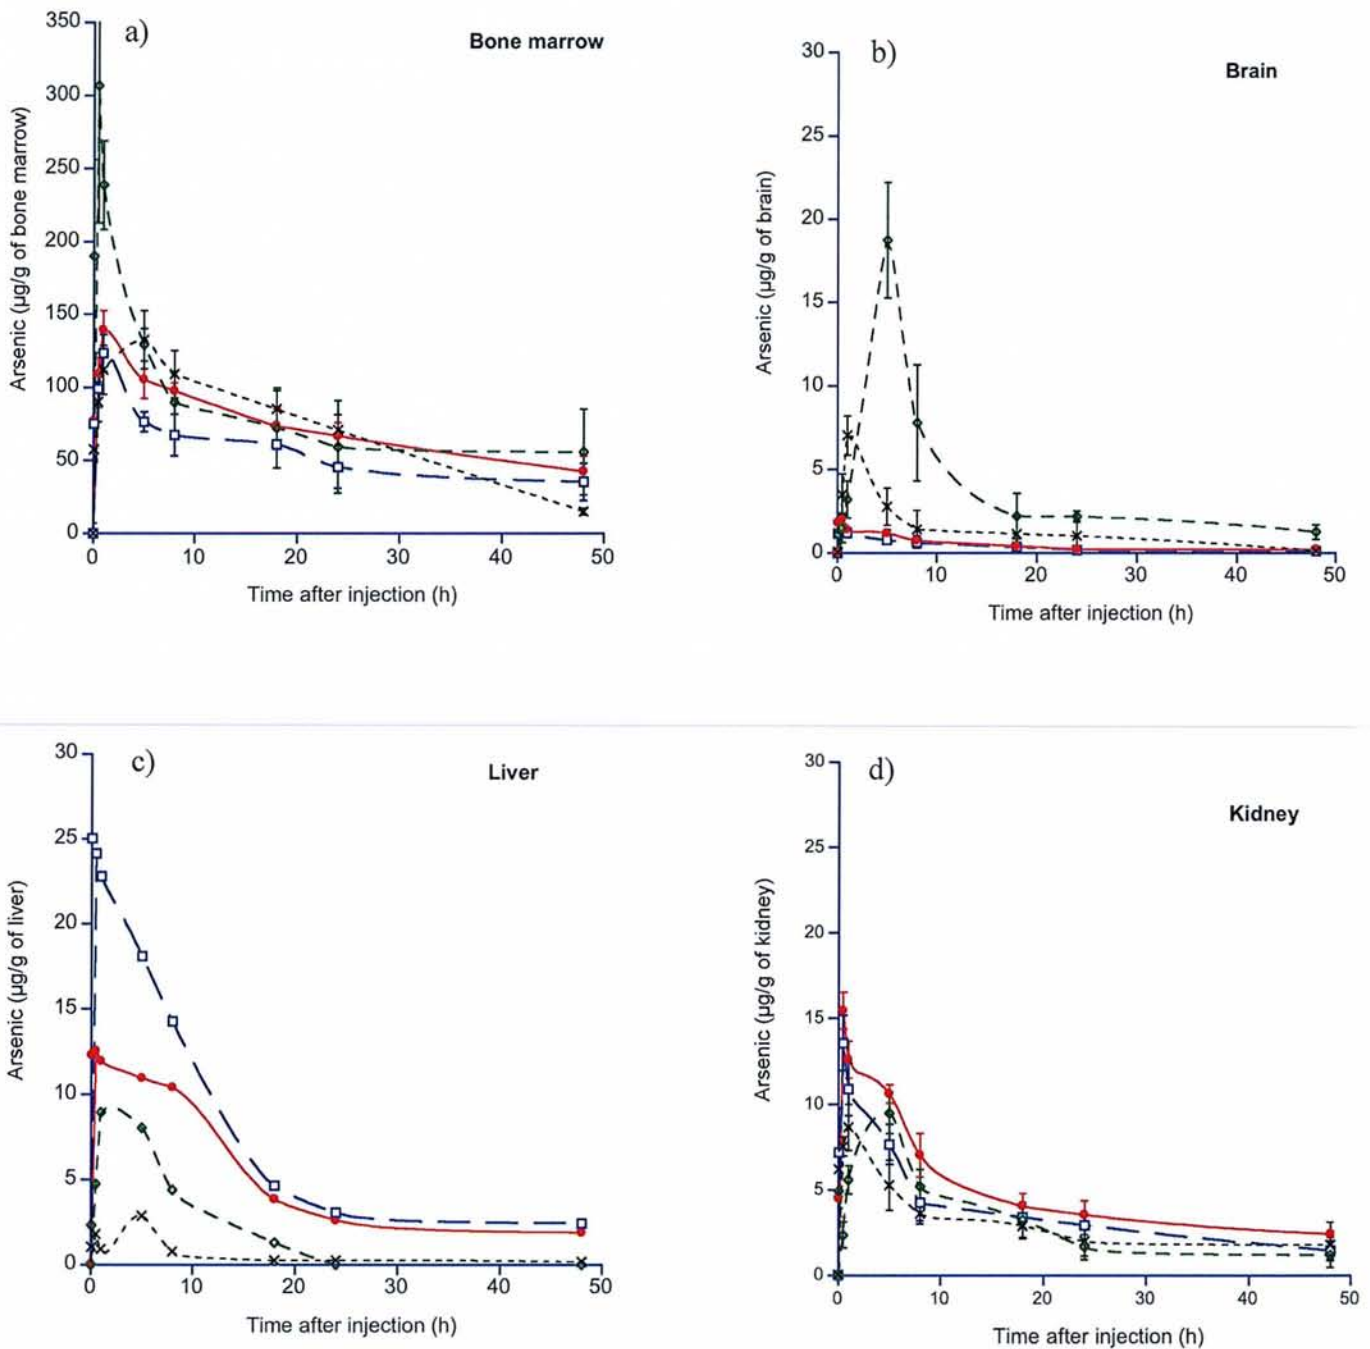 a)
Bone marrow
Arsenic (µg/g of bone marrow)
350
300
250
200
150
100
50
0
0 10 20 30 40 50
Time after injection (h)
b)
Brain
Arsenic (µg/g of brain)
30
25
20
15
10
5
0
0 10 20 30 40 50
Time after injection (h)
c)
Liver
Arsenic (µg/g of liver)
30
25
20
15
10
5
0
0 10 20 30 40 50
Time after injection (h)
d)
Kidney
Arsenic (µg/g of kidney)
30
25
20
15
10
5
0
0 10 20 30 40 50
Time after injection (h)